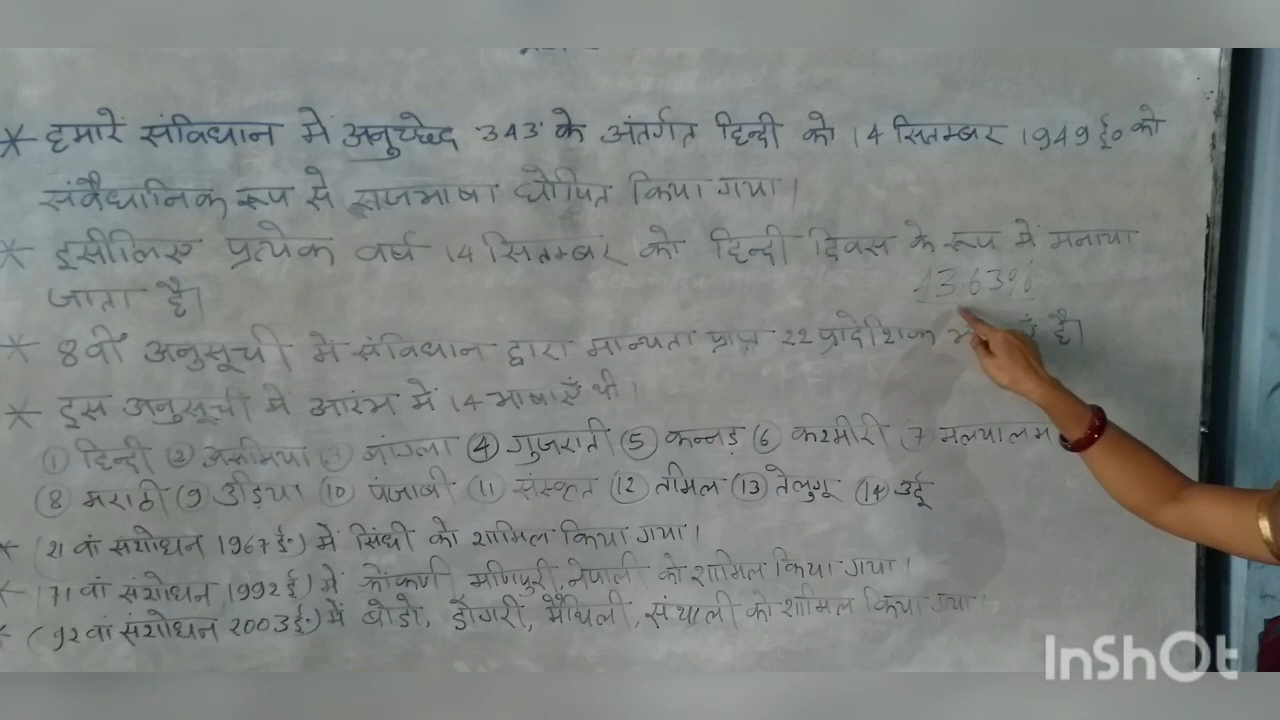 * हमारे संविधान में अनुच्छेद '343' के अंतर्गत हिन्दी को 14 सितम्बर 1949 ई० को
संवैधानिक रूप से राजभाषा घोषित किया गया।
* इसीलिए प्रत्येक वर्ष 14 सितम्बर को हिन्दी दिवस के रूप में मनाया
43.63%
जाता है।
* 8वीं अनुसूची में संविधान द्वारा मान्यता प्राप्त 22 प्रादेशिक है।
* इस अनुसूची में आरंभ में 14 भाषाएँ थी।
① हिन्दी ② असमिया ③ बांग्ला ④ गुजराती ⑤ कन्नड़ ⑥ कश्मीरी ⑦ मलयालम
⑧ मराठी ⑨ उड़िया ⑩ पंजाबी ⑪ संस्कृत ⑫ तमिल ⑬ तेलुगू ⑭ उर्दू
* (21 वां संशोधन 1967 ई०) में सिंधी को शामिल किया गया।
* (71 वां संशोधन 1992 ई) में कोंकणी मणिपुरी, नेपाली को शामिल किया गया।
* (92 वां संशोधन 2003 ई०) में बोडो, डोंगरी, मैथिली, संथाली को शामिल किया गया।
InShOt